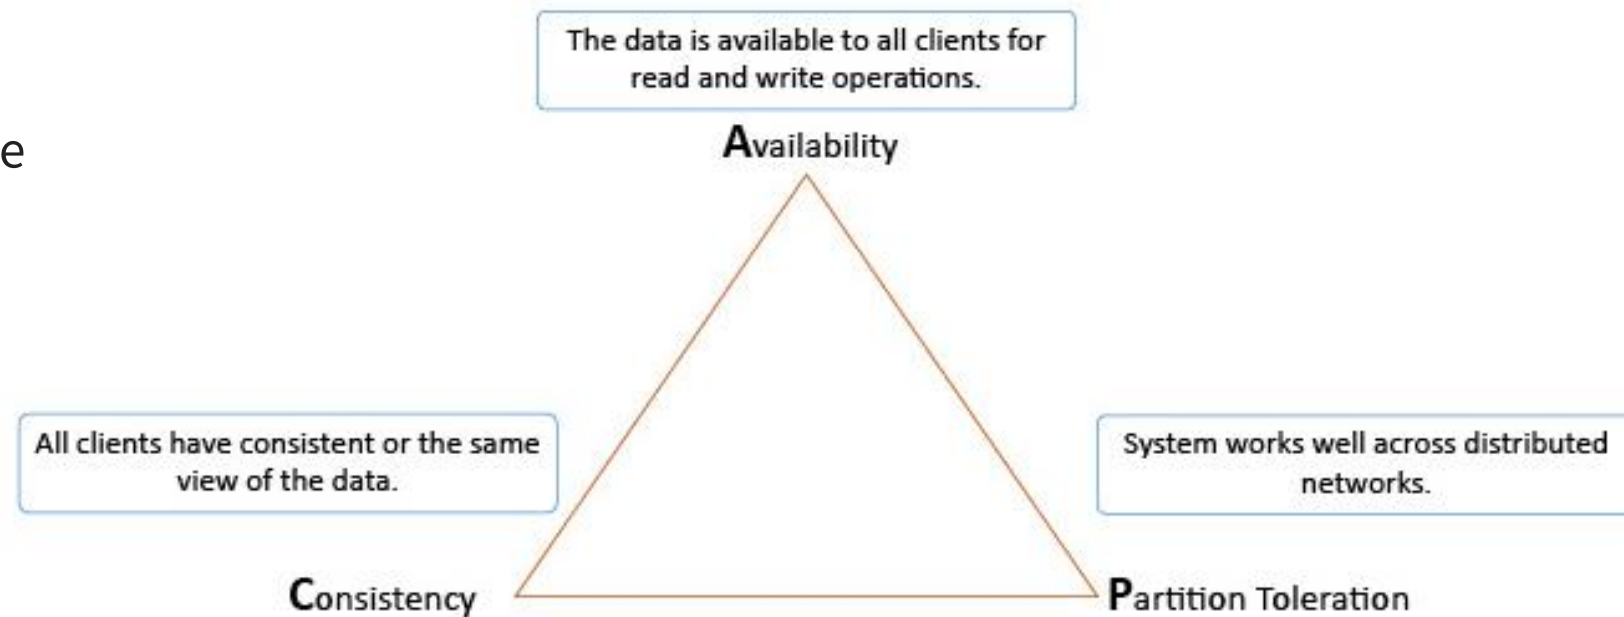 The data is available to all clients for
read and write operations.
e
Availability
All clients have consistent or the same
view of the data.
System works well across distributed
networks.
Consistency
Partition Toleration